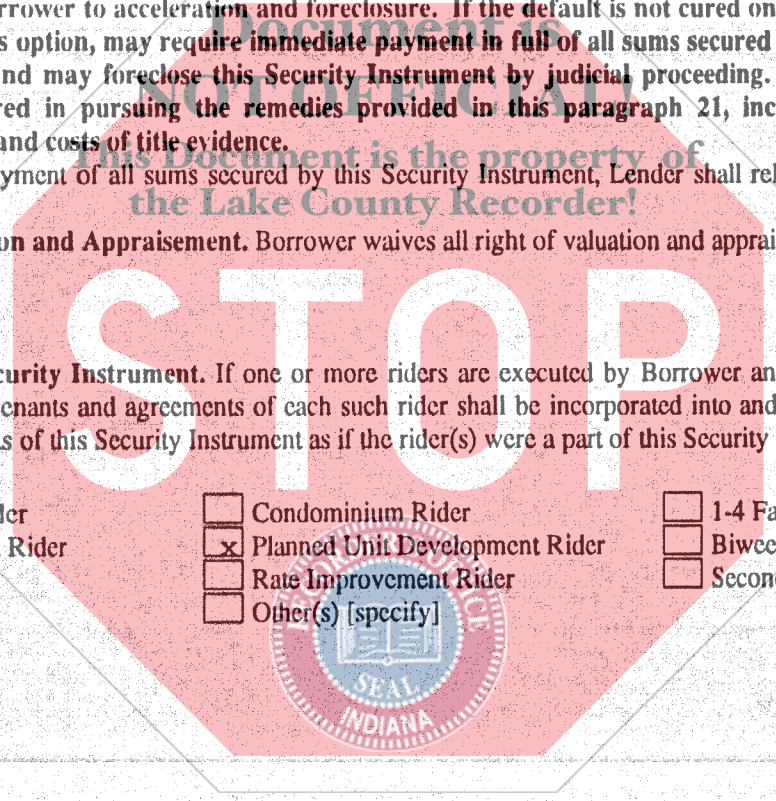 rrower to acceleration and foreclosure. If the default is not cured on
Document is
s option, may require immediate payment in full of all sums secured
nd may foreclose this Security Instrument by judicial proceeding.
NOT OFFICIAL!
red in pursuing the remedies provided in this paragraph 21, inc
and costs of title evidence.
This Document is the property of
yment of all sums secured by this Security Instrument, Lender shall rel
the Lake County Recorder!
on and Appraisement. Borrower waives all right of valuation and apprai
STOP
curity Instrument. If one or more riders are executed by Borrower an
enants and agreements of each such rider shall be incorporated into and
s of this Security Instrument as if the rider(s) were a part of this Security
der Condominium Rider 1-4 Fa
Rider x Planned Unit Development Rider Biwee
Rate Improvement Rider Secon
Other(s) [specify]
RECORDER'S OFFICE
SEAL
INDIANA